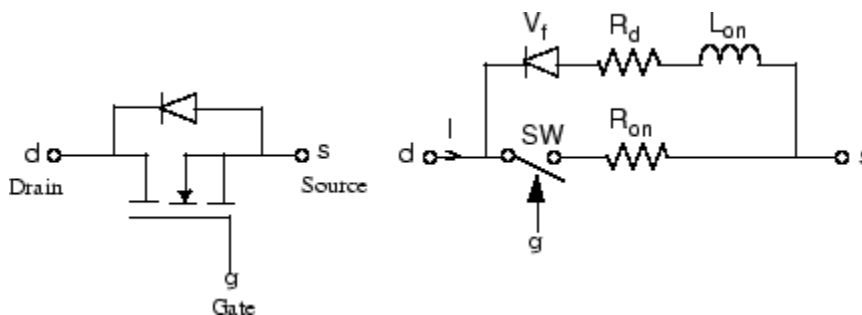 V_f R_d L_on
I SW R_on
d s d
Drain Source
g g
Gate